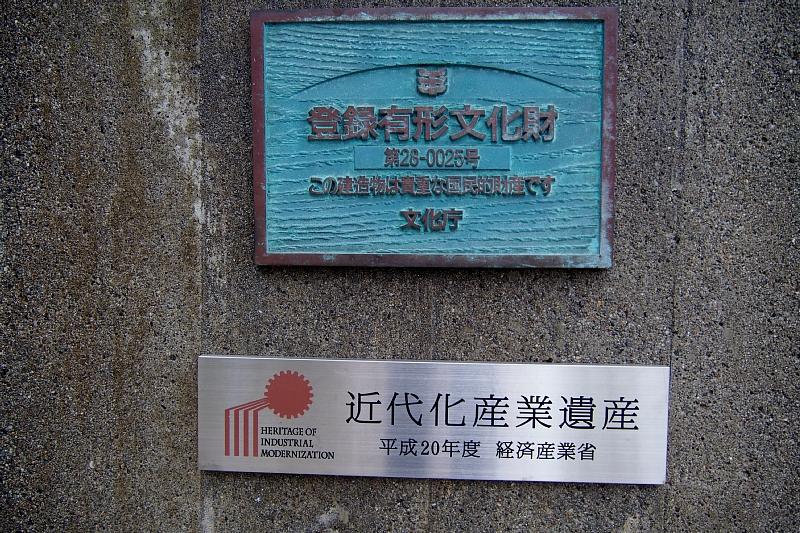 登録有形文化財
第28-0025号
この建造物は貴重な国民的財産です
文化庁
近代化産業遺産
平成20年度 経済産業省
HERITAGE OF
INDUSTRIAL
MODERNIZATION